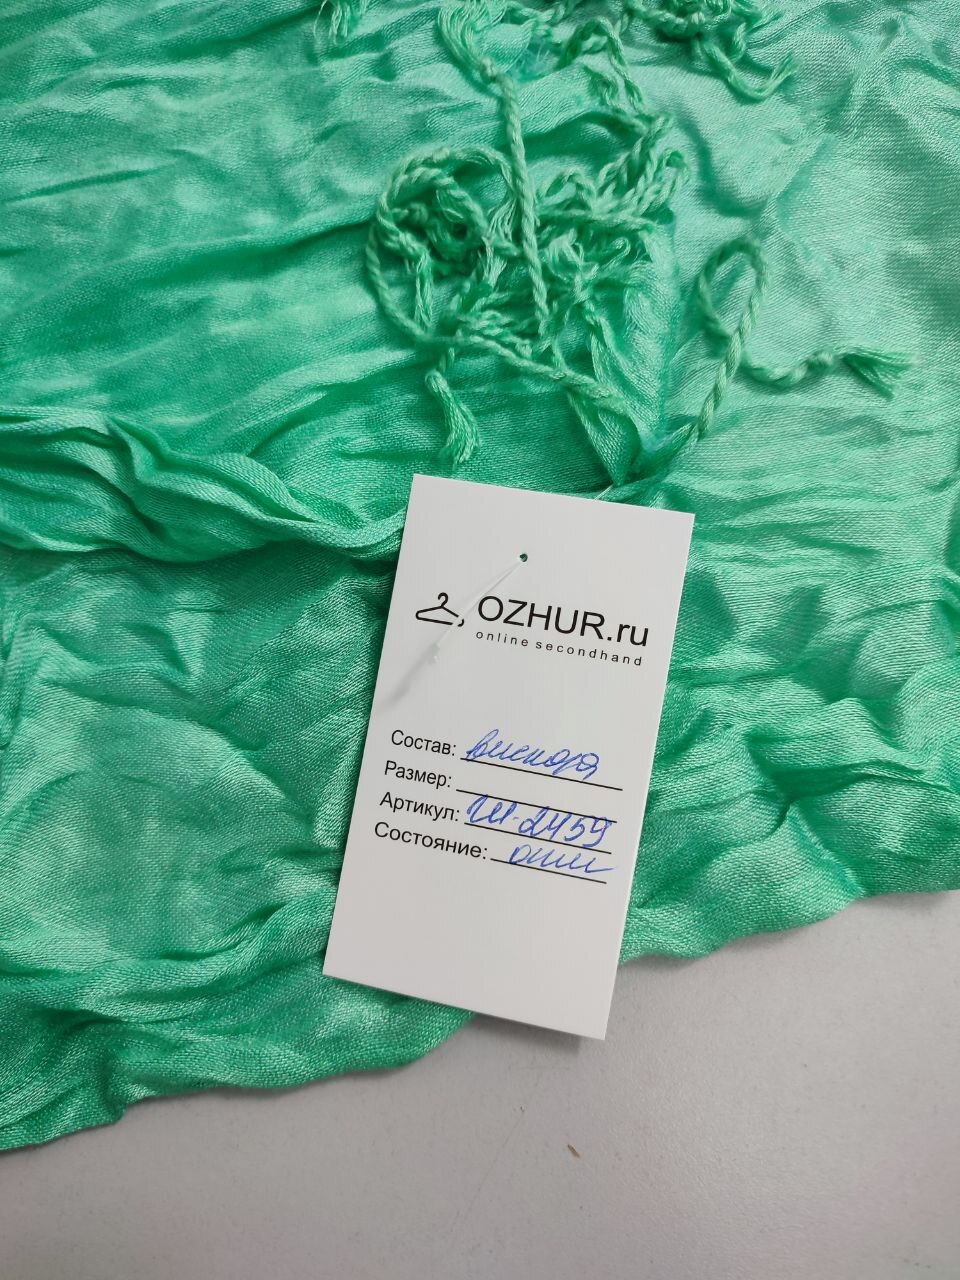 OZHUR.ru
online secondhand
Состав: вискоза
Размер:
Артикул: Ш-2459
Состояние: отл